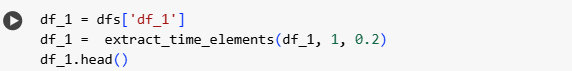 df_1 = dfs['df_1']
df_1 =  extract_time_elements(df_1, 1, 0.2)
df_1.head()